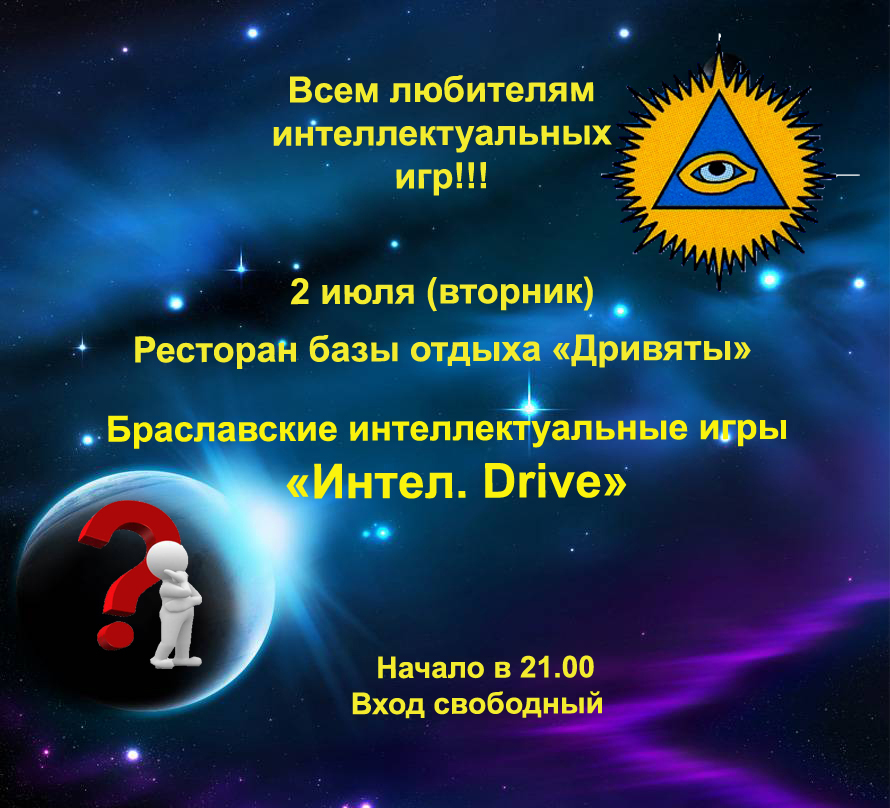 Всем любителям
интеллектуальных
игр!!!
2 июля (вторник)
Ресторан базы отдыха «Дривяты»
Браславские интеллектуальные игры
«Интел. Drive»
Начало в 21.00
Вход свободный